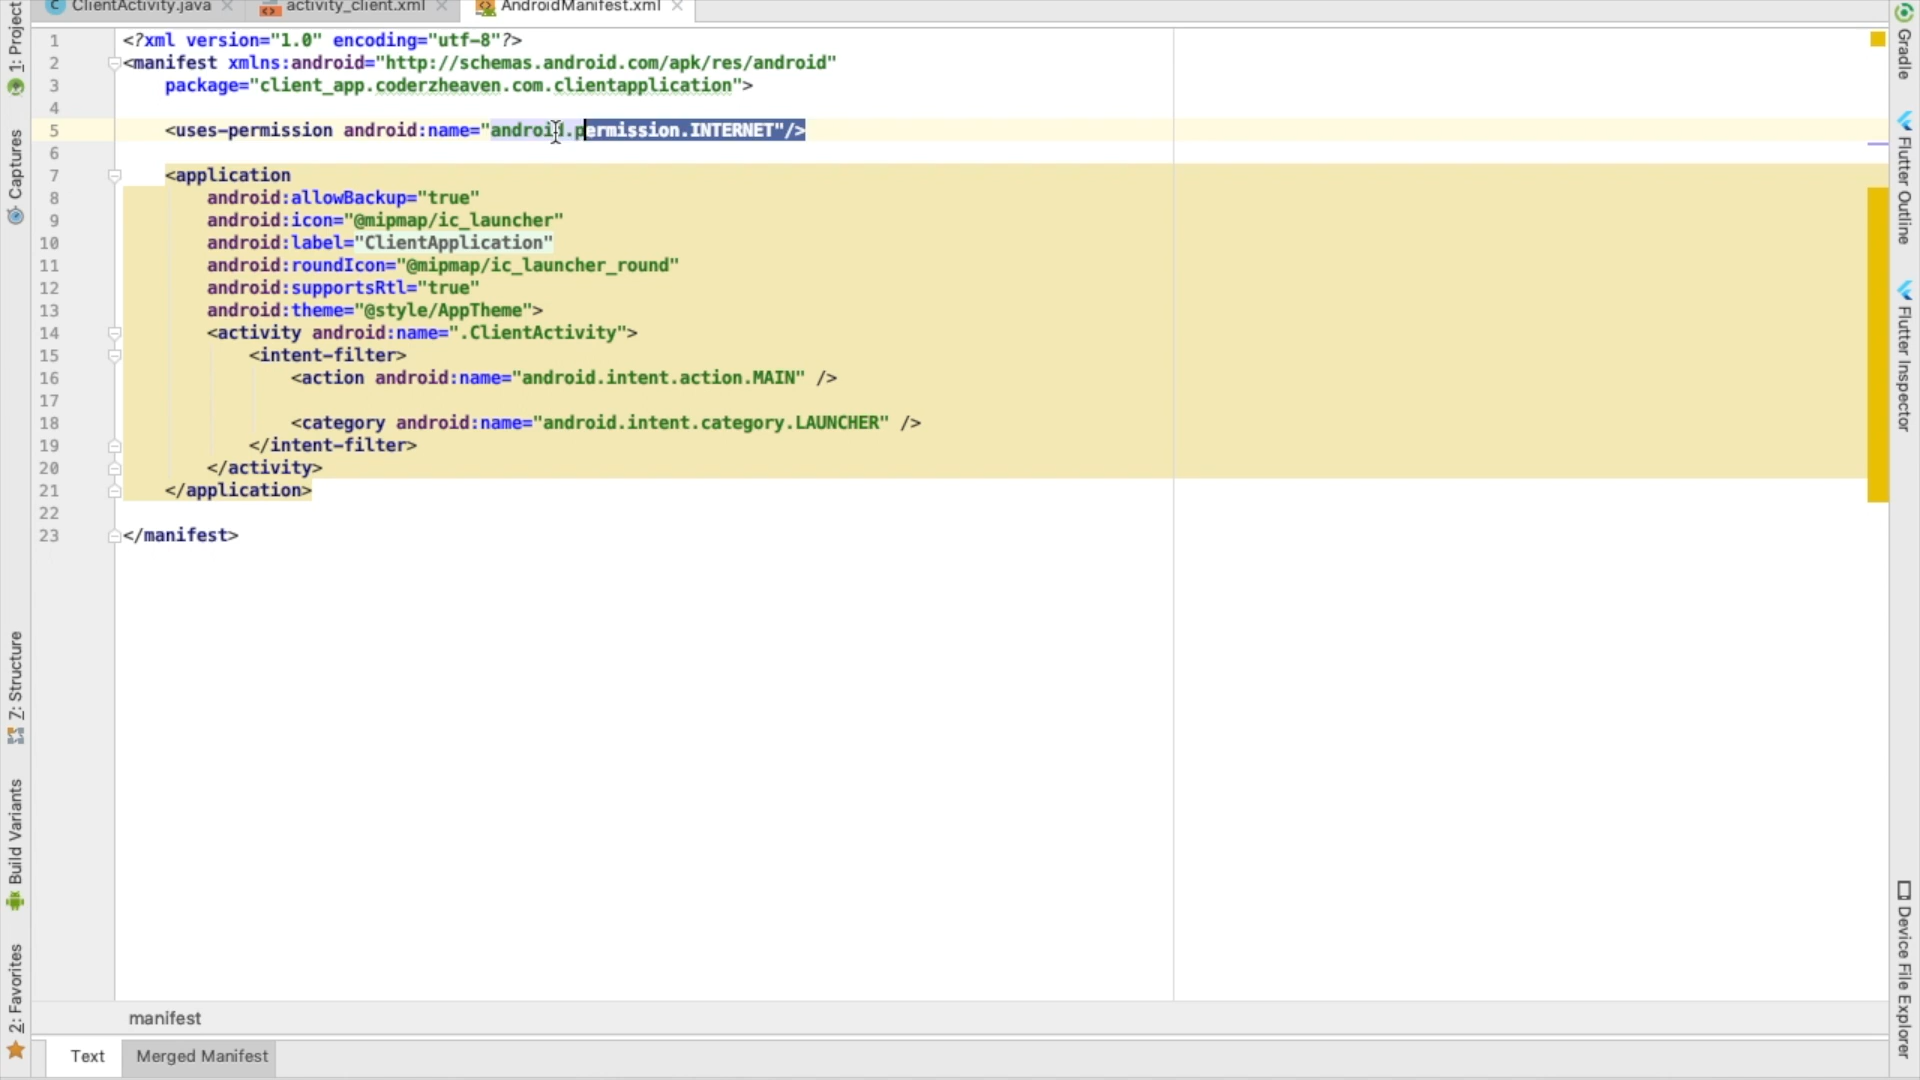 ClientActivity.java
activity_client.xml
AndroidManifest.xml
1 <?xml version="1.0" encoding="utf-8"?>
2 <manifest xmlns:android="http://schemas.android.com/apk/res/android"
3 package="client_app.coderzheaven.com.clientapplication">
4
5 <uses-permission android:name="android.permission.INTERNET"/>
6
7 <application
8 android:allowBackup="true"
9 android:icon="@mipmap/ic_launcher"
10 android:label="ClientApplication"
11 android:roundIcon="@mipmap/ic_launcher_round"
12 android:supportsRtl="true"
13 android:theme="@style/AppTheme">
14 <activity android:name=".ClientActivity">
15 <intent-filter>
16 <action android:name="android.intent.action.MAIN" />
17
18 <category android:name="android.intent.category.LAUNCHER" />
19 </intent-filter>
20 </activity>
21 </application>
22
23 </manifest>
manifest
Text
Merged Manifest
1: Project
Captures
Z: Structure
Build Variants
2: Favorites
Gradle
Flutter Outline
Flutter Inspector
Device File Explorer